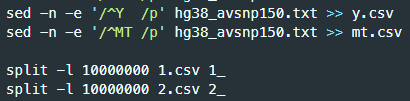 sed -n -e '/^Y  /p' hg38_avsnp150.txt >> y.csv
sed -n -e '/^MT /p' hg38_avsnp150.txt >> mt.csv
split -l 10000000 1.csv 1_
split -l 10000000 2.csv 2_